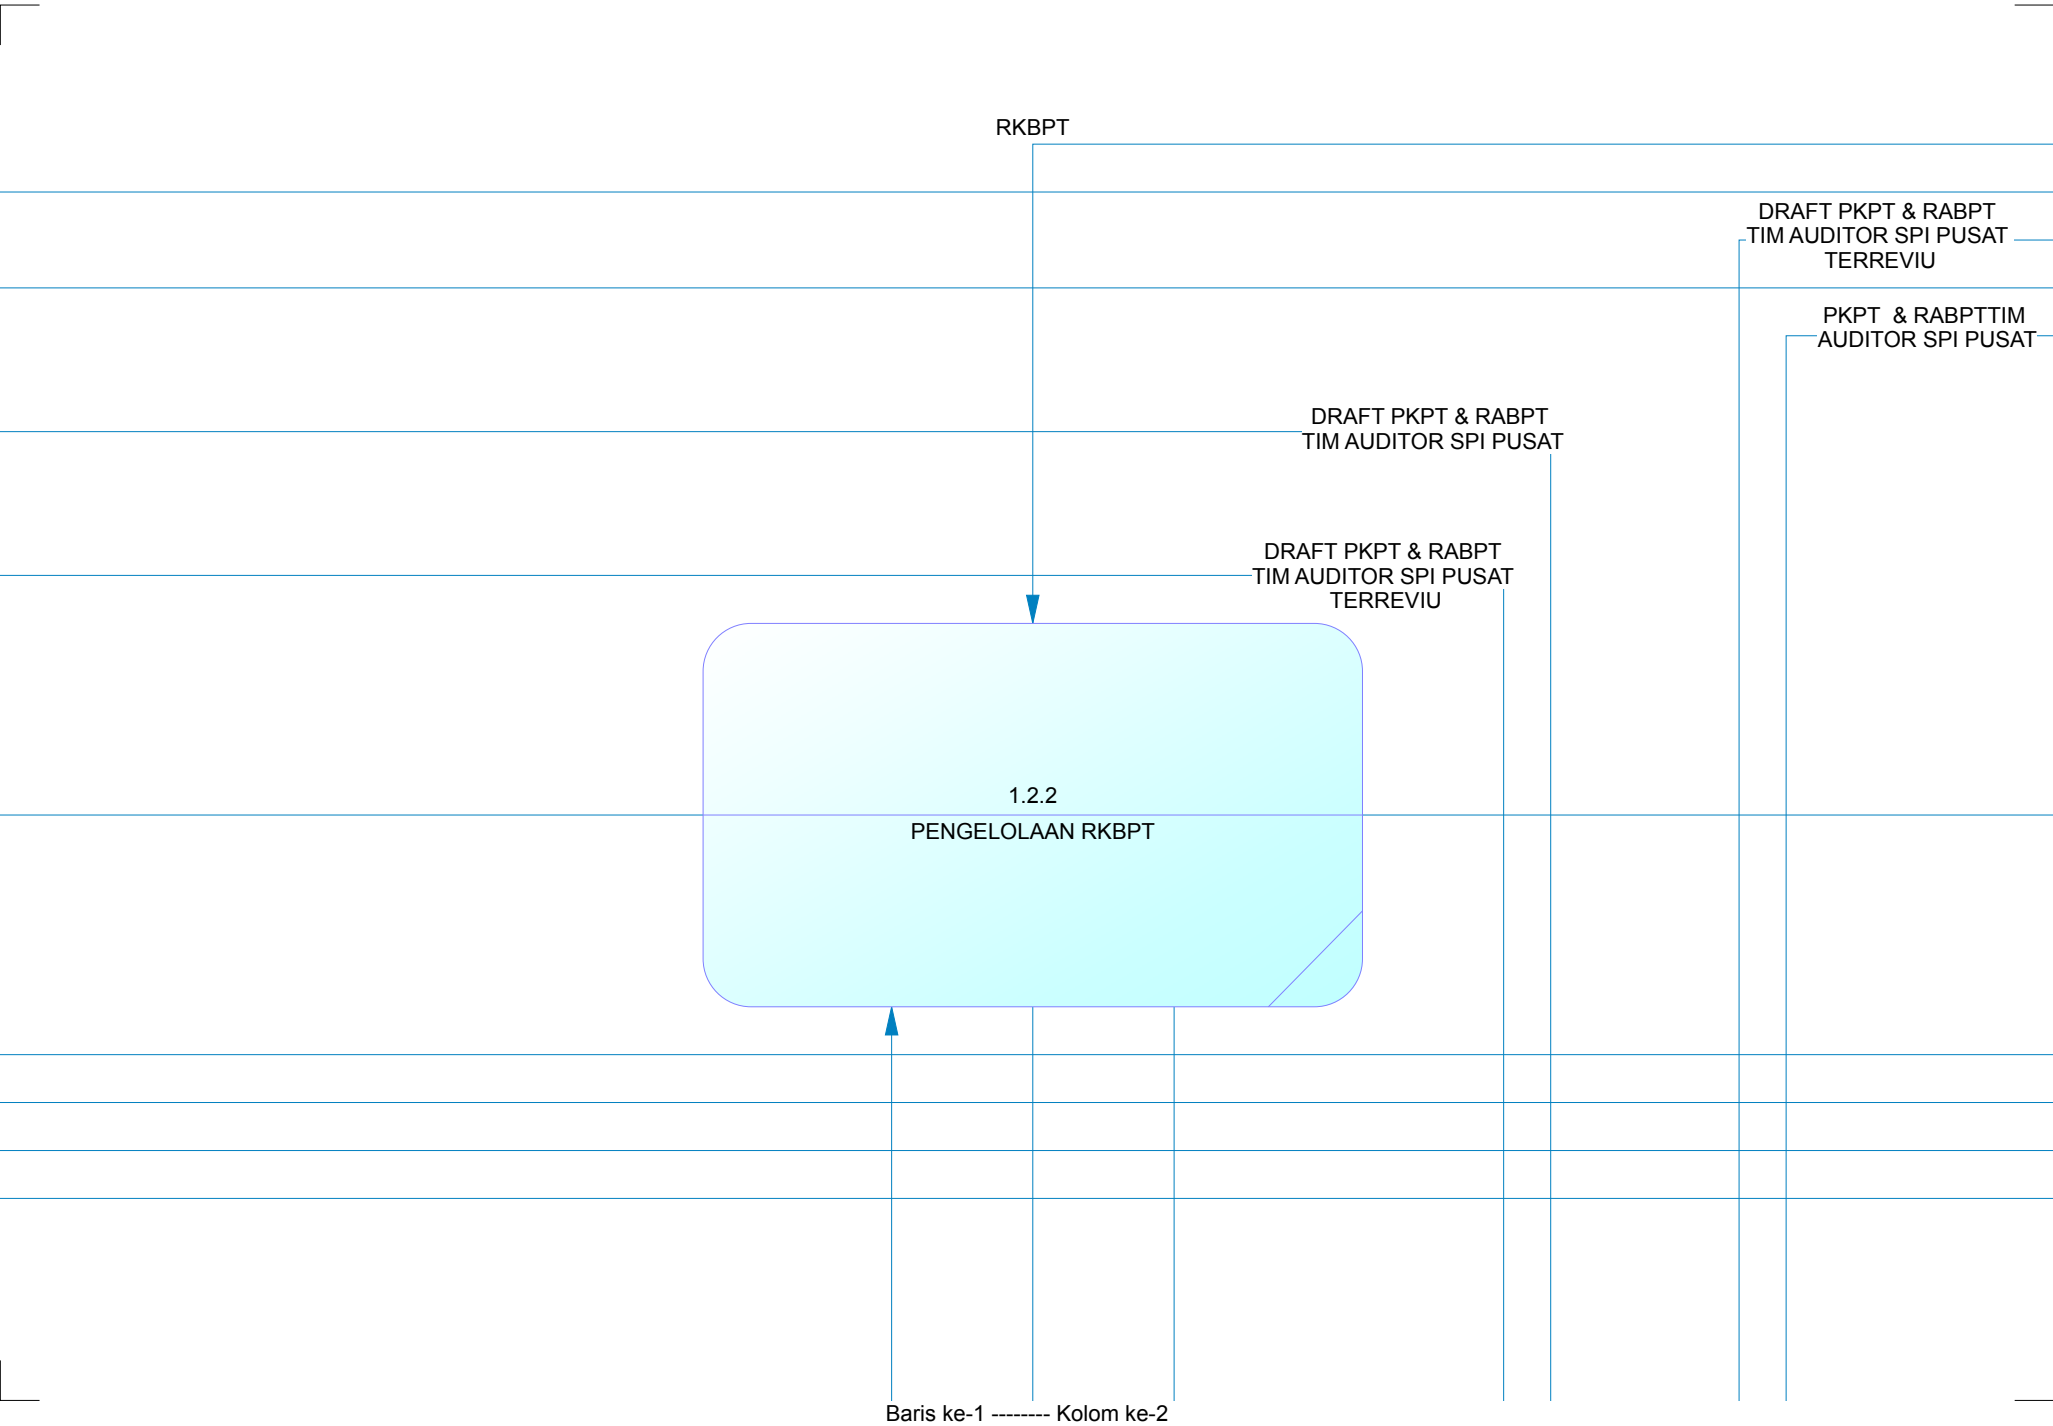 RKBPT
DRAFT PKPT & RABPT
TIM AUDITOR SPI PUSAT
TERREVIU
PKPT  & RABPTTIM
AUDITOR SPI PUSAT
DRAFT PKPT & RABPT
TIM AUDITOR SPI PUSAT
DRAFT PKPT & RABPT
TIM AUDITOR SPI PUSAT
TERREVIU
1.2.2
PENGELOLAAN RKBPT
Baris ke-1 -------- Kolom ke-2